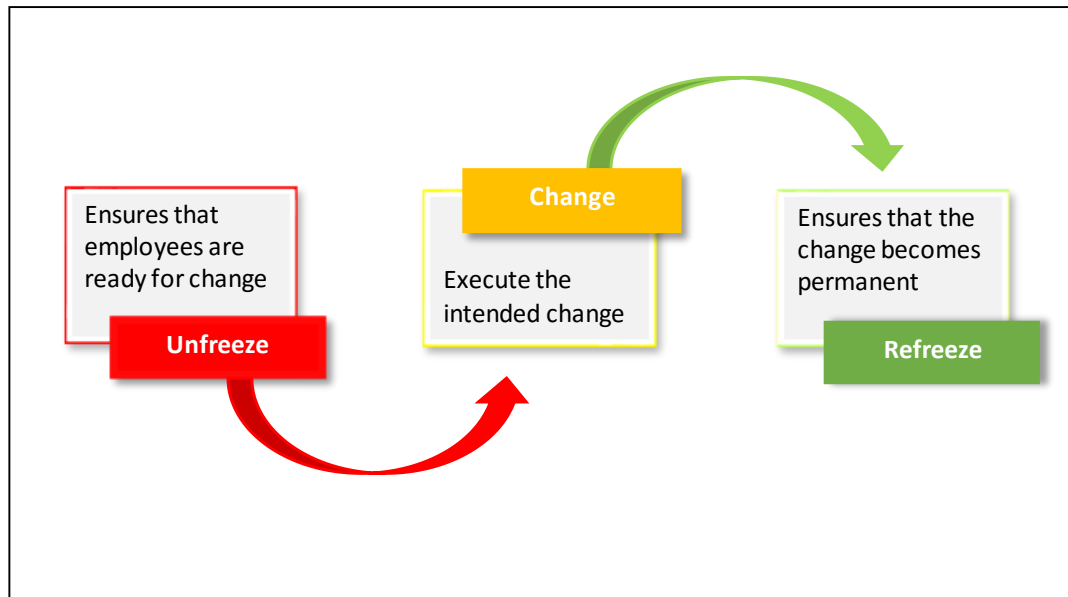 Ensures that
employees are
ready for change
Unfreeze
Change
Execute the
intended change
Ensures that the
change becomes
permanent
Refreeze